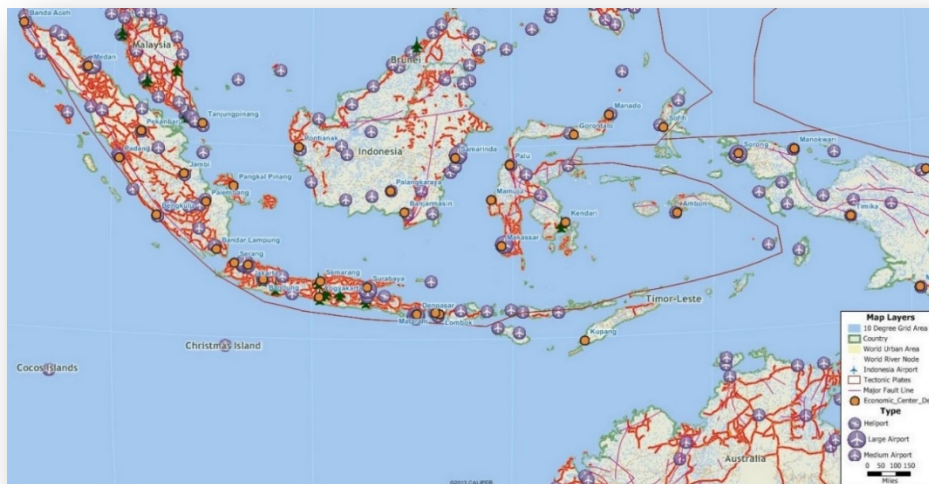 Banda Aceh
Medan
Malaysia
Brunei
Tanjungpinang
Pekanbaru
Manado
Gorontalo
Sofifi
Pontianak
Indonesia
Samarinda
Palu
Sorong
Manokwari
Padang
Jambi
Pangkal Pinang
Palangkaraya
Mamuju
Palembang
Bengkulu
Banjarmasin
Kendari
Ambon
Timika
Bandar Lampung
Makassar
Serang
Jakarta
Semarang
Bandung
Yogyakarta
Surabaya
Denpasar
Lombok
Timor-Leste
Kupang
Christmas Island
Cocos Islands
Australia
Map Layers
10 Degree Grid Area
Country
World Urban Area
World River Node
Indonesia Airport
Tectonic Plates
Major Fault Line
Economic_Center_De
Type
Heliport
Large Airport
Medium Airport
0 50 100 150
Miles
©2013 CALIPER